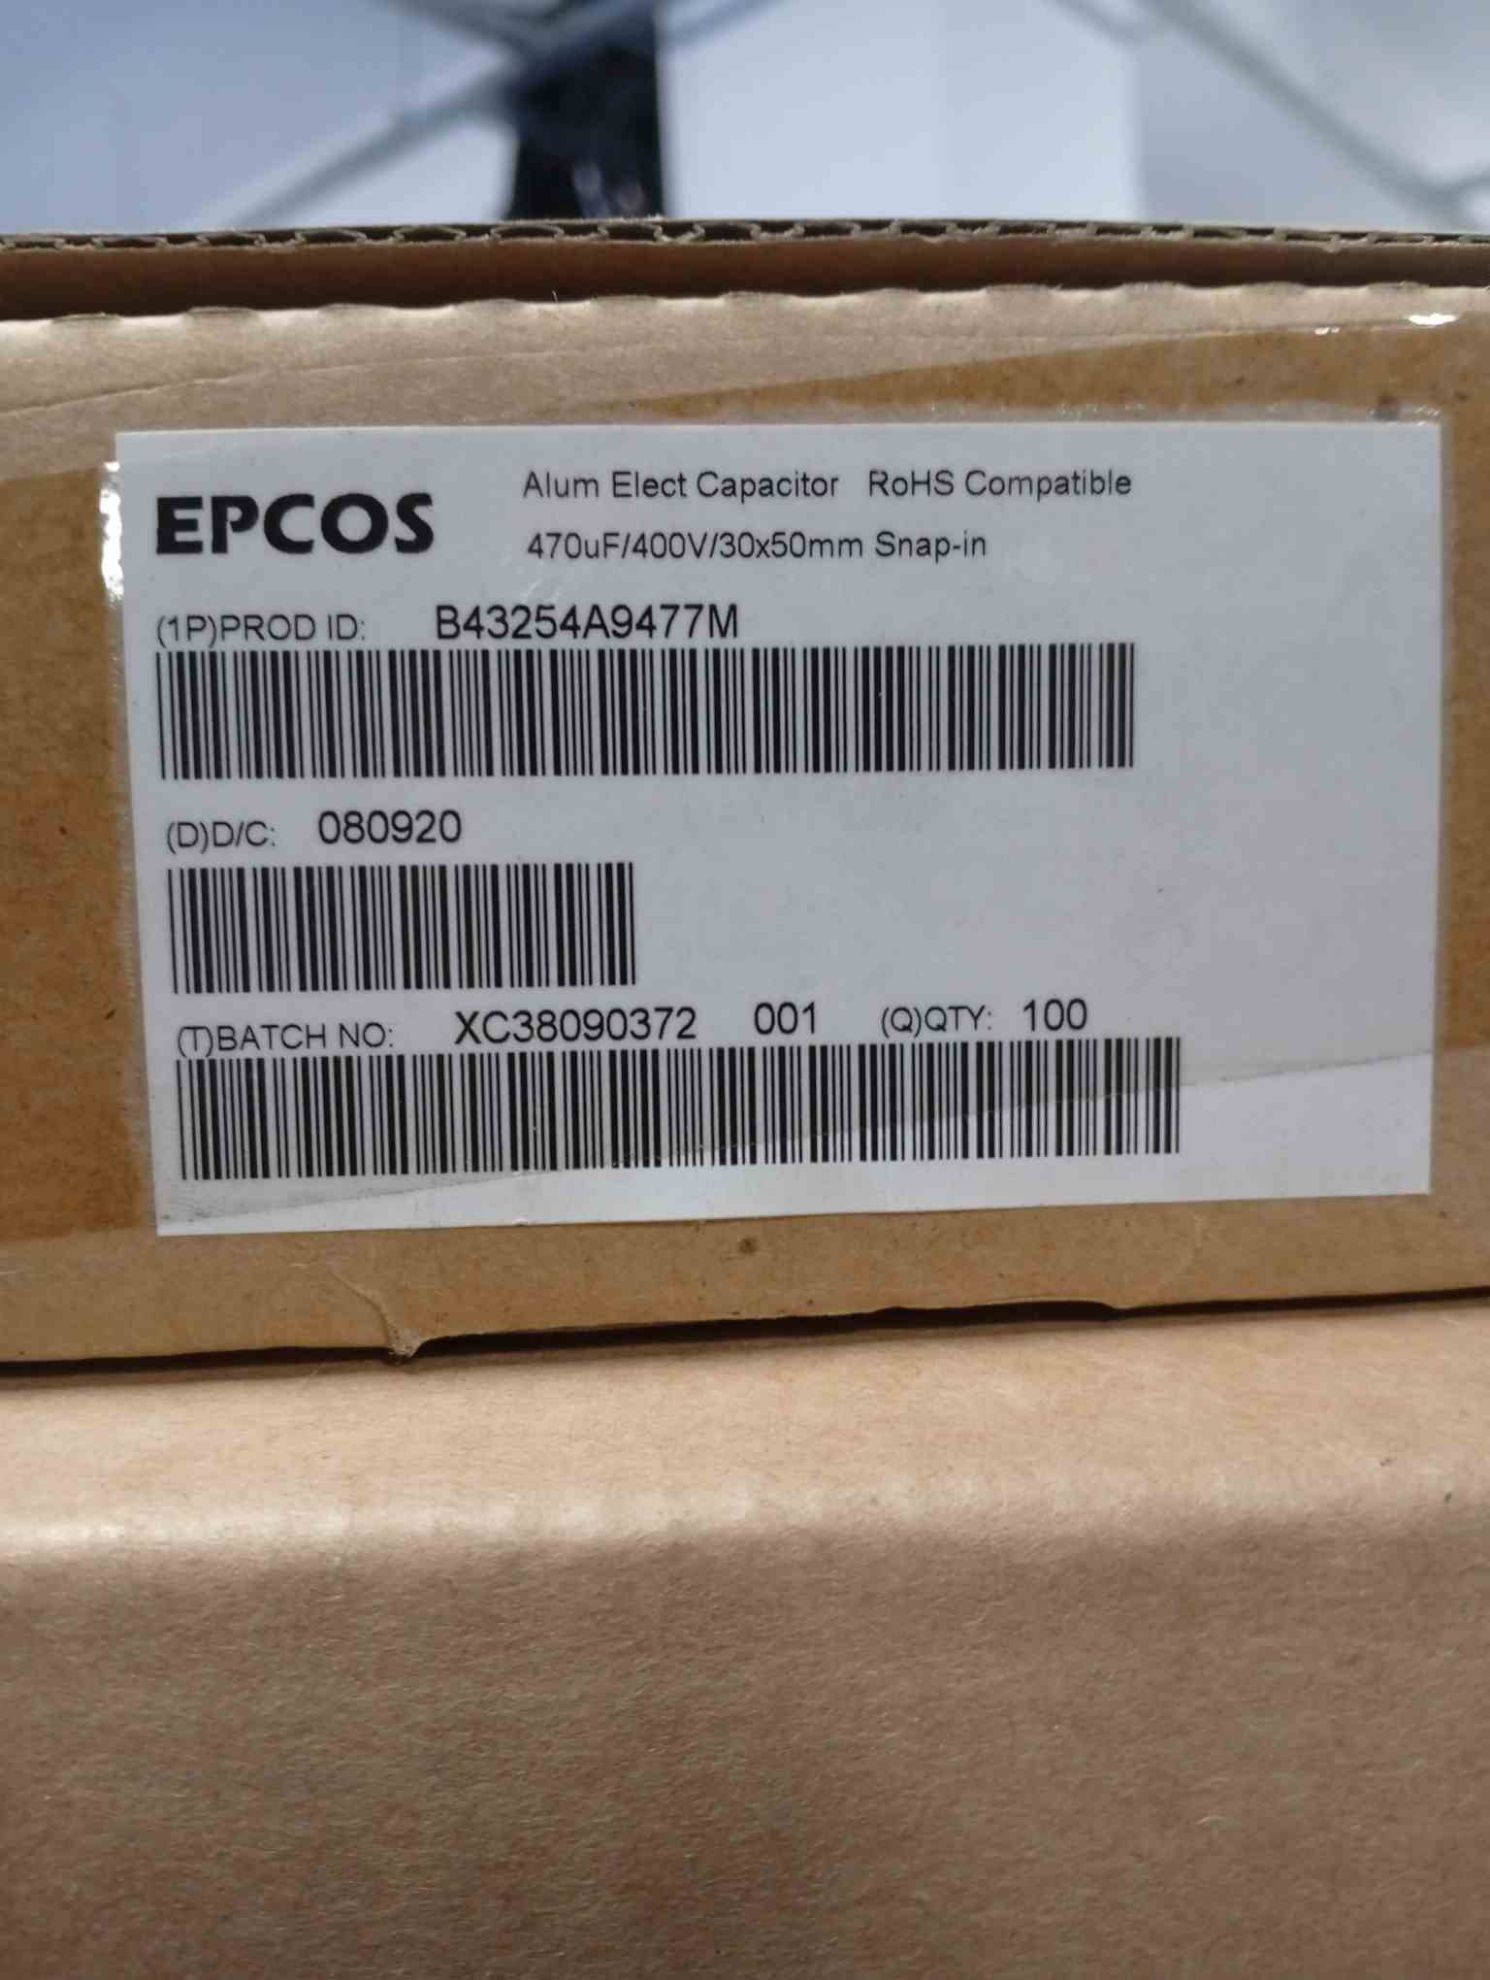 EPCOS
Alum Elect Capacitor RoHS Compatible
470uF/400V/30x50mm Snap-in
(1P)PROD ID: B43254A9477M
(D)D/C: 080920
(T)BATCH NO: XC38090372 001 (Q)QTY: 100